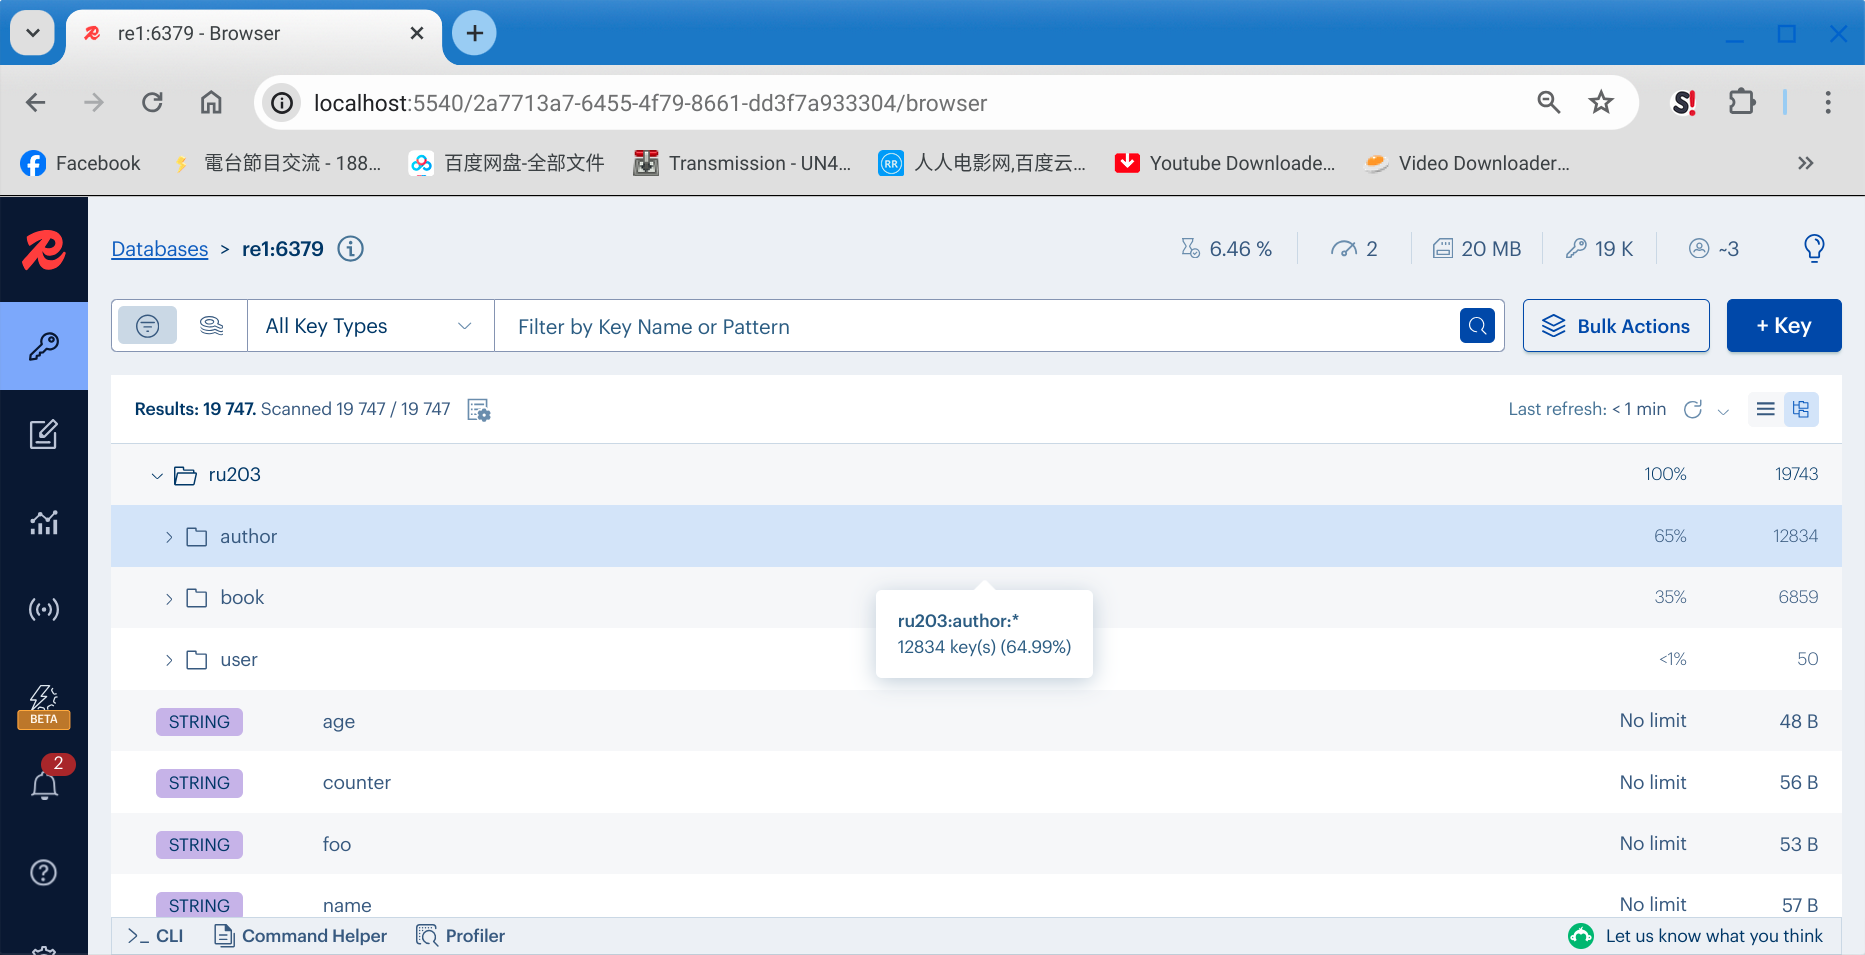 re1:6379 - Browser
localhost:5540/2a7713a7-6455-4f79-8661-dd3f7a933304/browser
S!
Facebook
電台節目交流 - 188...
百度网盘-全部文件
Transmission - UN4...
RR
人人电影网,百度云...
Youtube Downloade...
Video Downloader...
Databases > re1:6379
6.46 %
2
20 MB
19 K
~3
All Key Types
Filter by Key Name or Pattern
Bulk Actions
+ Key
Results: 19 747. Scanned 19 747 / 19 747
Last refresh: < 1 min
ru203 100% 19743
author 65% 12834
book 35% 6859
ru203:author:*
12834 key(s) (64.99%)
user <1% 50
STRING age No limit 48 B
STRING counter No limit 56 B
STRING foo No limit 53 B
STRING name No limit 57 B
BETA
2
>_ CLI
Command Helper
Profiler
Let us know what you think